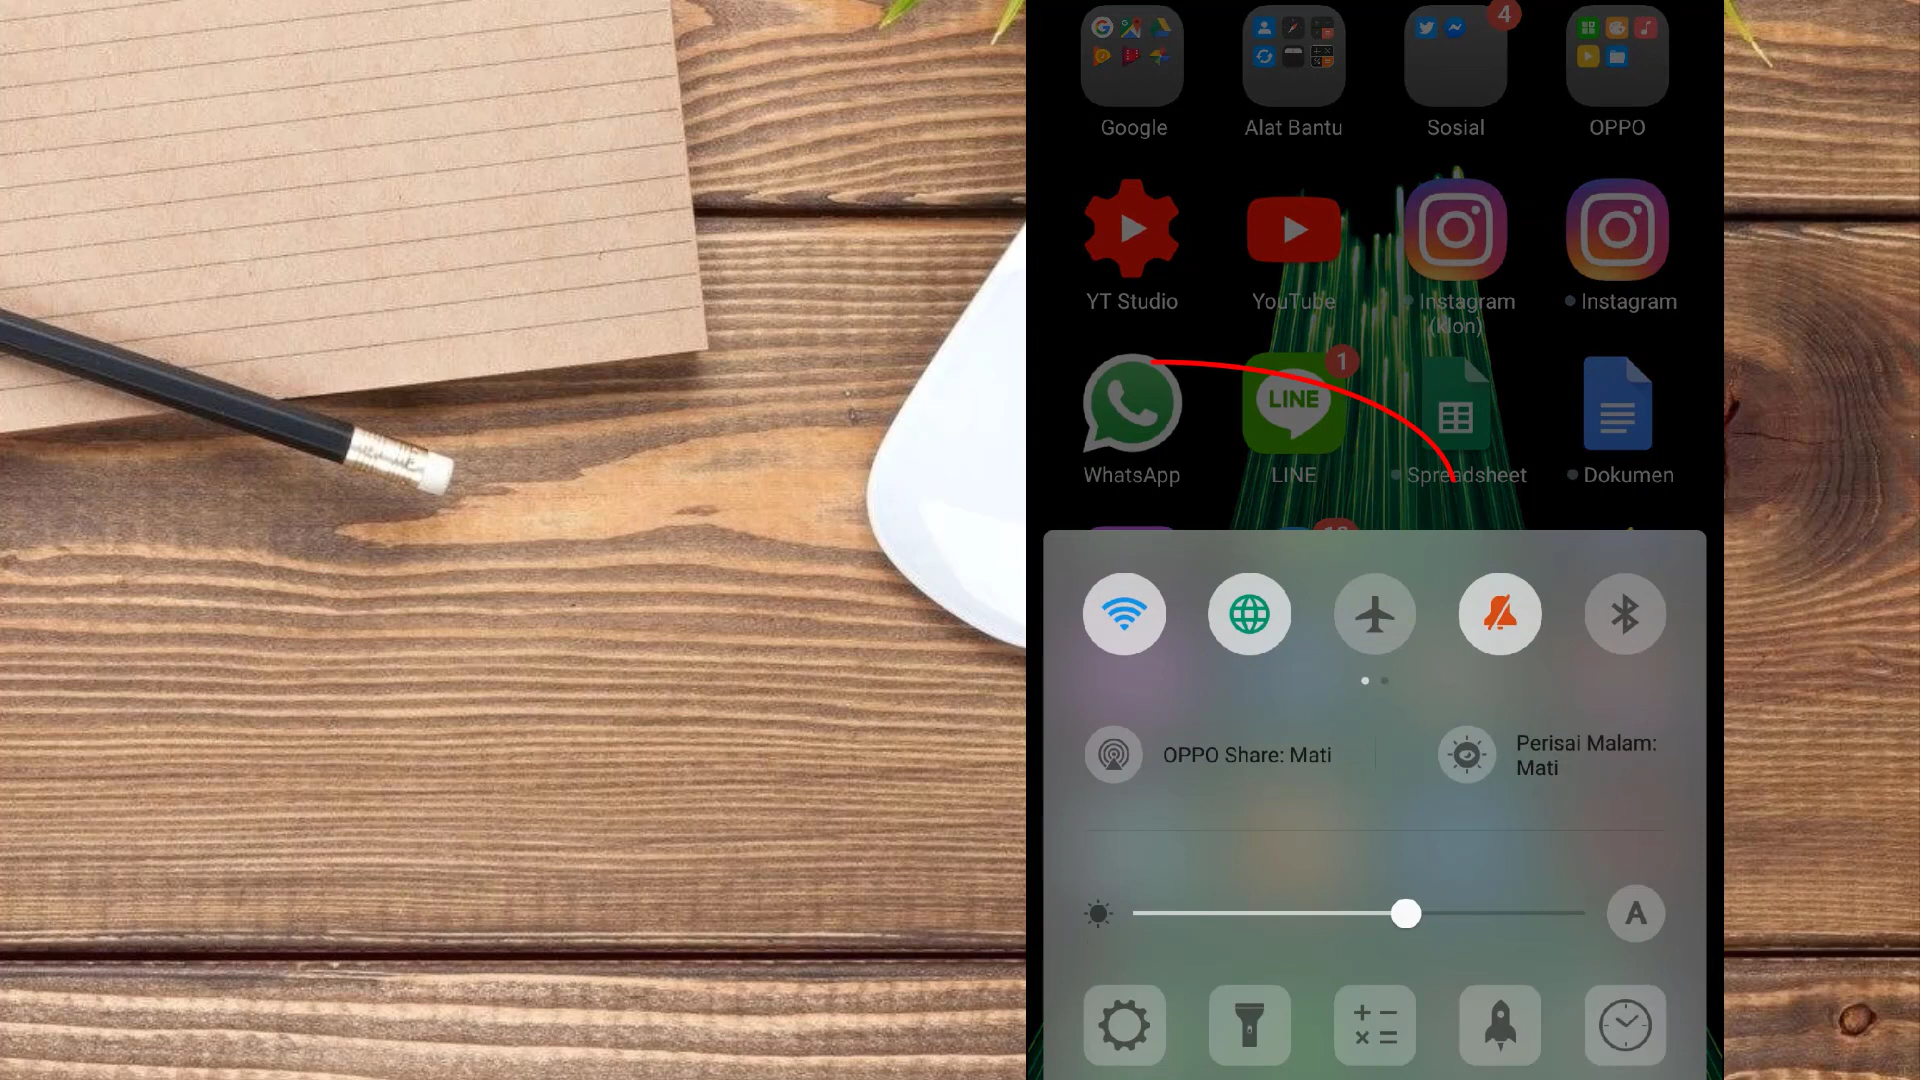 4
Google
Alat Bantu
Sosial
OPPO
YT Studio
YouTube
Instagram
(klon)
Instagram
1
LINE
WhatsApp
LINE
Spreadsheet
Dokumen
OPPO Share: Mati
Perisai Malam:
Mati
A